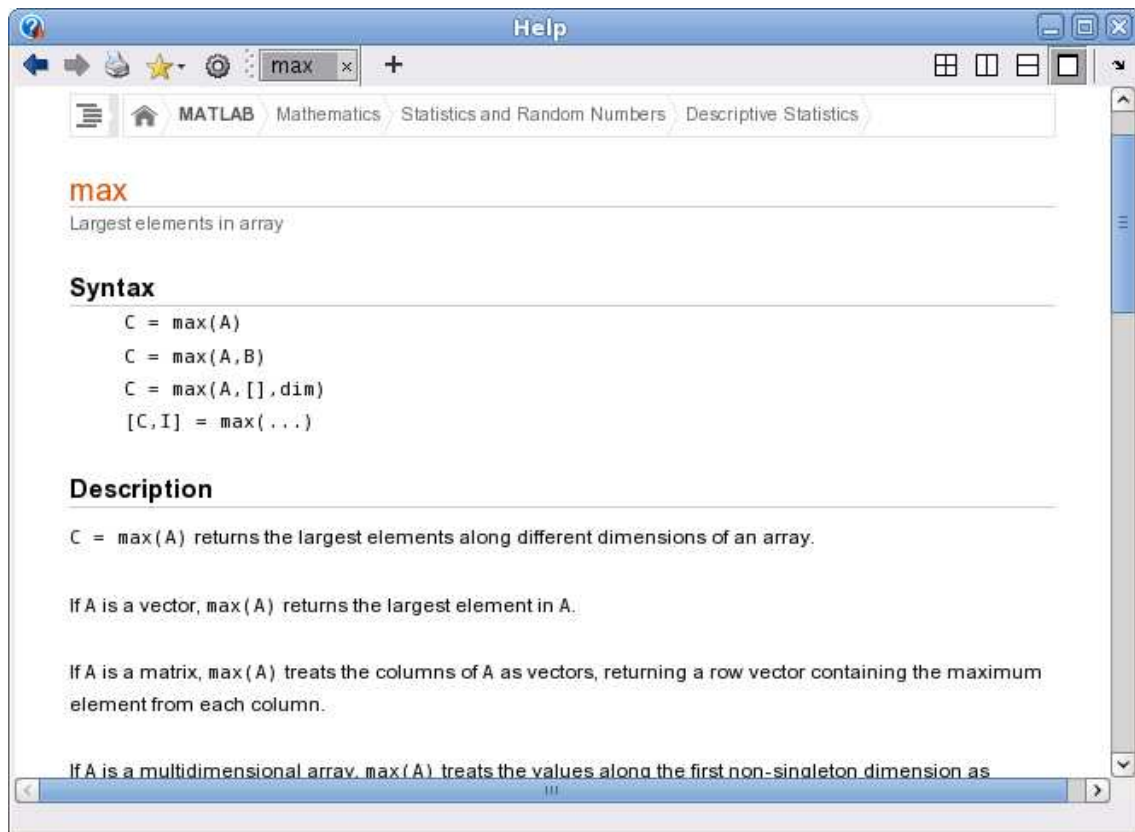 Help
max
MATLAB Mathematics Statistics and Random Numbers Descriptive Statistics
max
Largest elements in array
Syntax
C = max(A)
C = max(A,B)
C = max(A,[],dim)
[C,I] = max(...)
Description
C = max(A) returns the largest elements along different dimensions of an array.
If A is a vector, max(A) returns the largest element in A.
If A is a matrix, max(A) treats the columns of A as vectors, returning a row vector containing the maximum
element from each column.
If A is a multidimensional array, max(A) treats the values along the first non-singleton dimension as